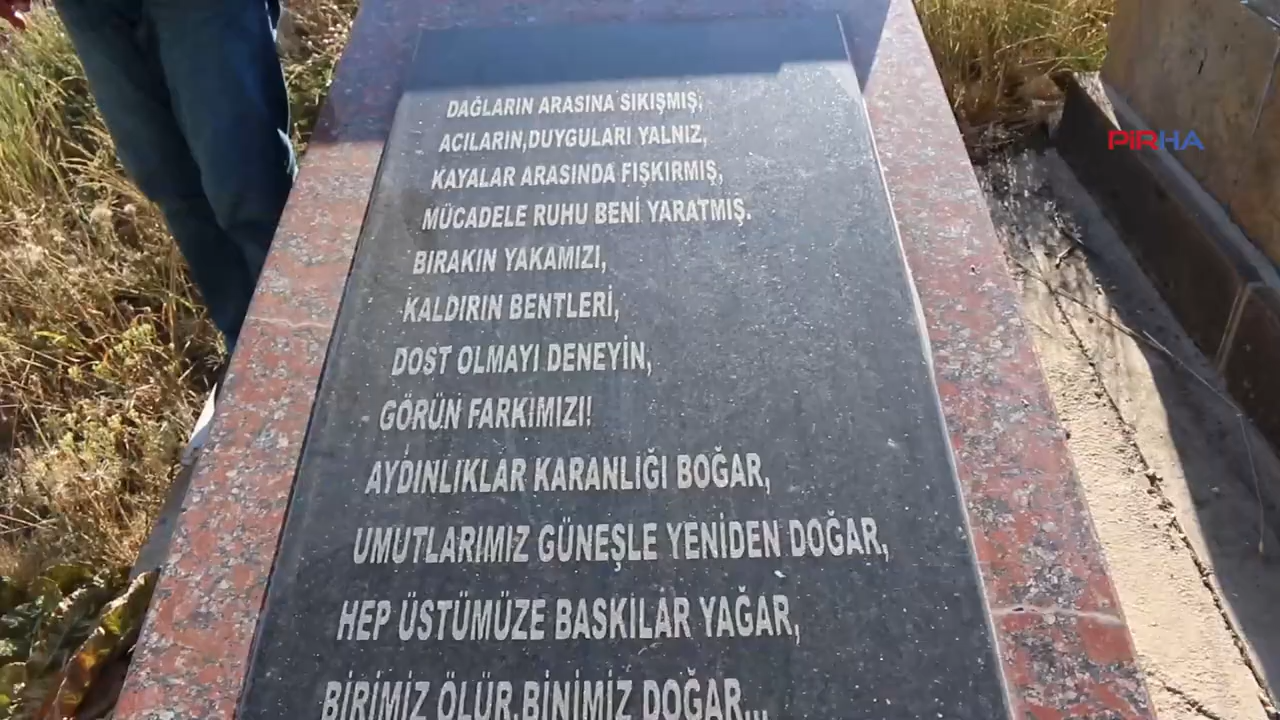 DAĞLARIN ARASINA SIKIŞMIŞ,
ACILARIN,DUYGULARI YALNIZ,
KAYALAR ARASINDA FIŞKIRMIŞ,
MÜCADELE RUHU BENİ YARATMIŞ.
BIRAKIN YAKAMIZI,
KALDIRIN BENTLERİ,
DOST OLMAYI DENEYİN,
GÖRÜN FARKIMIZI!
AYDINLIKLAR KARANLIĞI BOĞAR,
UMUTLARIMIZ GÜNEŞLE YENİDEN DOĞAR,
HEP ÜSTÜMÜZE BASKILAR YAĞAR,
BİRİMİZ ÖLÜR,BİNİMİZ DOĞAR...
PİRHA